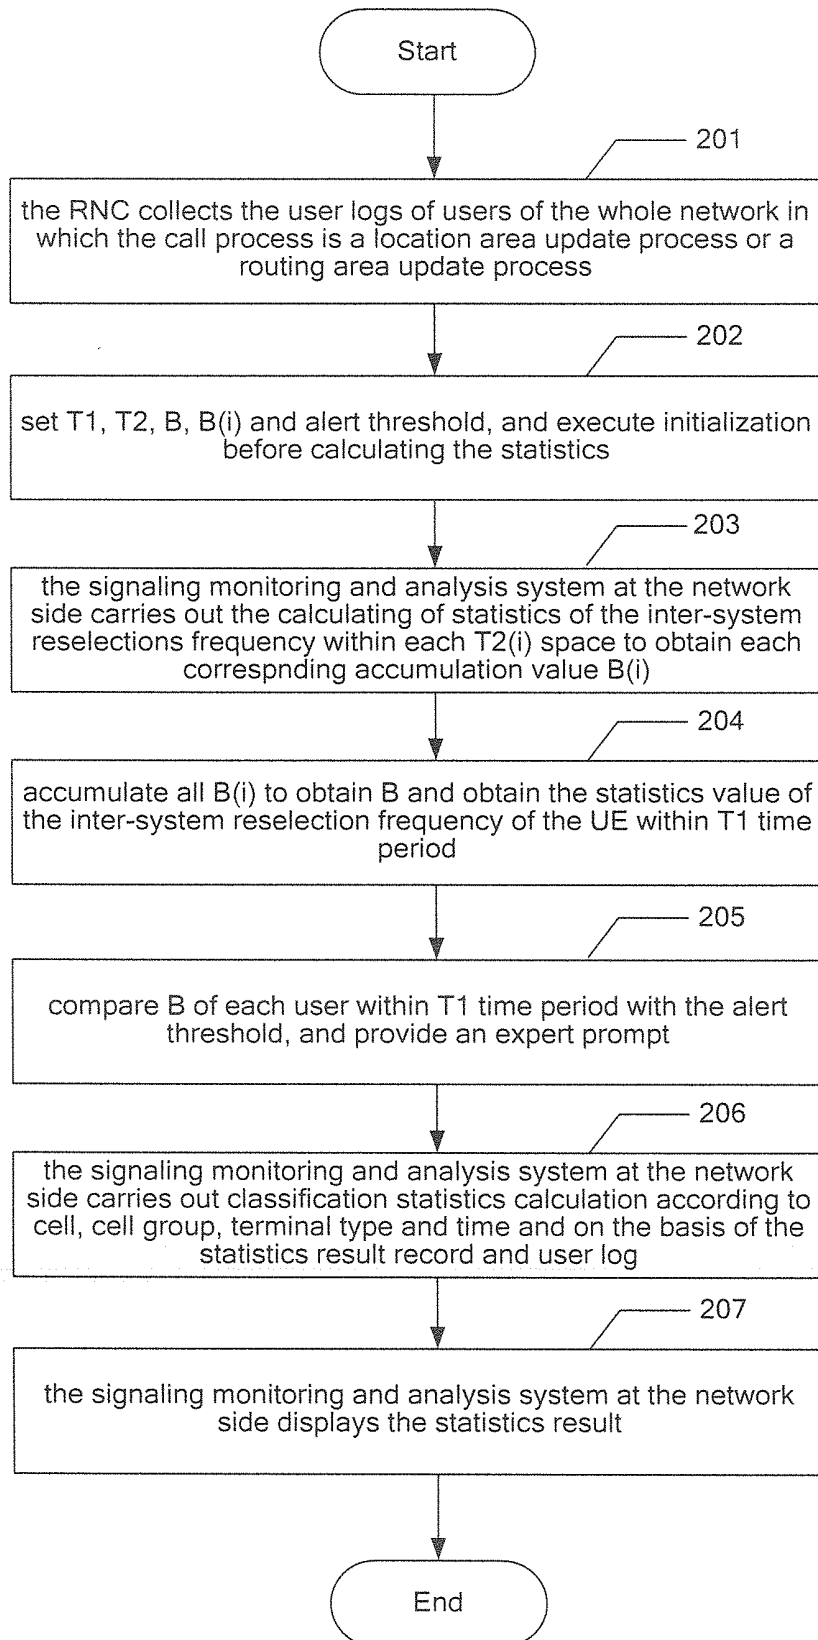 Start
201
the RNC collects the user logs of users of the whole network in
which the call process is a location area update process or a
routing area update process
202
set T1, T2, B, B(i) and alert threshold, and execute initialization
before calculating the statistics
203
the signaling monitoring and analysis system at the network
side carries out the calculating of statistics of the inter-system
reselections frequency within each T2(i) space to obtain each
correspnding accumulation value B(i)
204
accumulate all B(i) to obtain B and obtain the statistics value of
the inter-system reselection frequency of the UE within T1 time
period
205
compare B of each user within T1 time period with the alert
threshold, and provide an expert prompt
206
the signaling monitoring and analysis system at the network
side carries out classification statistics calculation according to
cell, cell group, terminal type and time and on the basis of the
statistics result record and user log
207
the signaling monitoring and analysis system at the network
side displays the statistics result
End